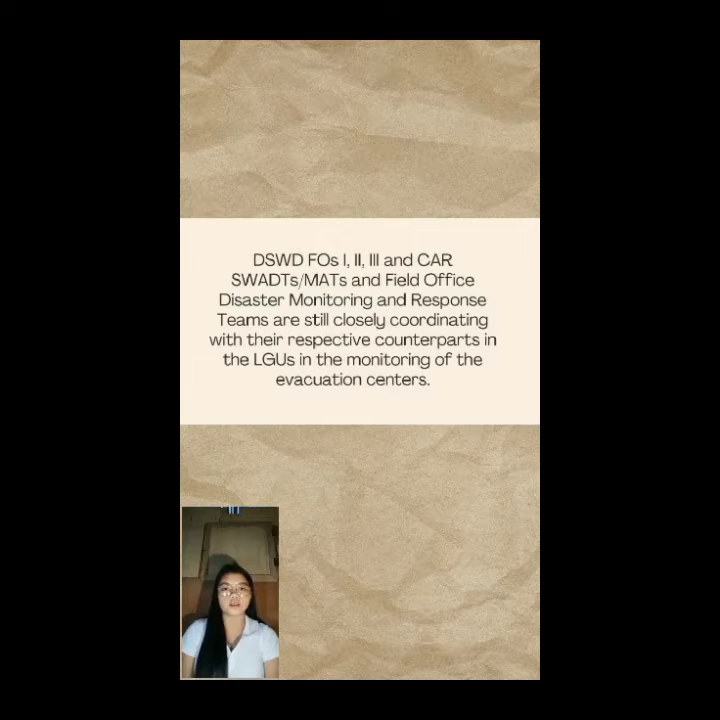 DSWD FOs I, II, III and CAR
SWADTs/MATs and Field Office
Disaster Monitoring and Response
Teams are still closely coordinating
with their respective counterparts in
the LGUs in the monitoring of the
evacuation centers.